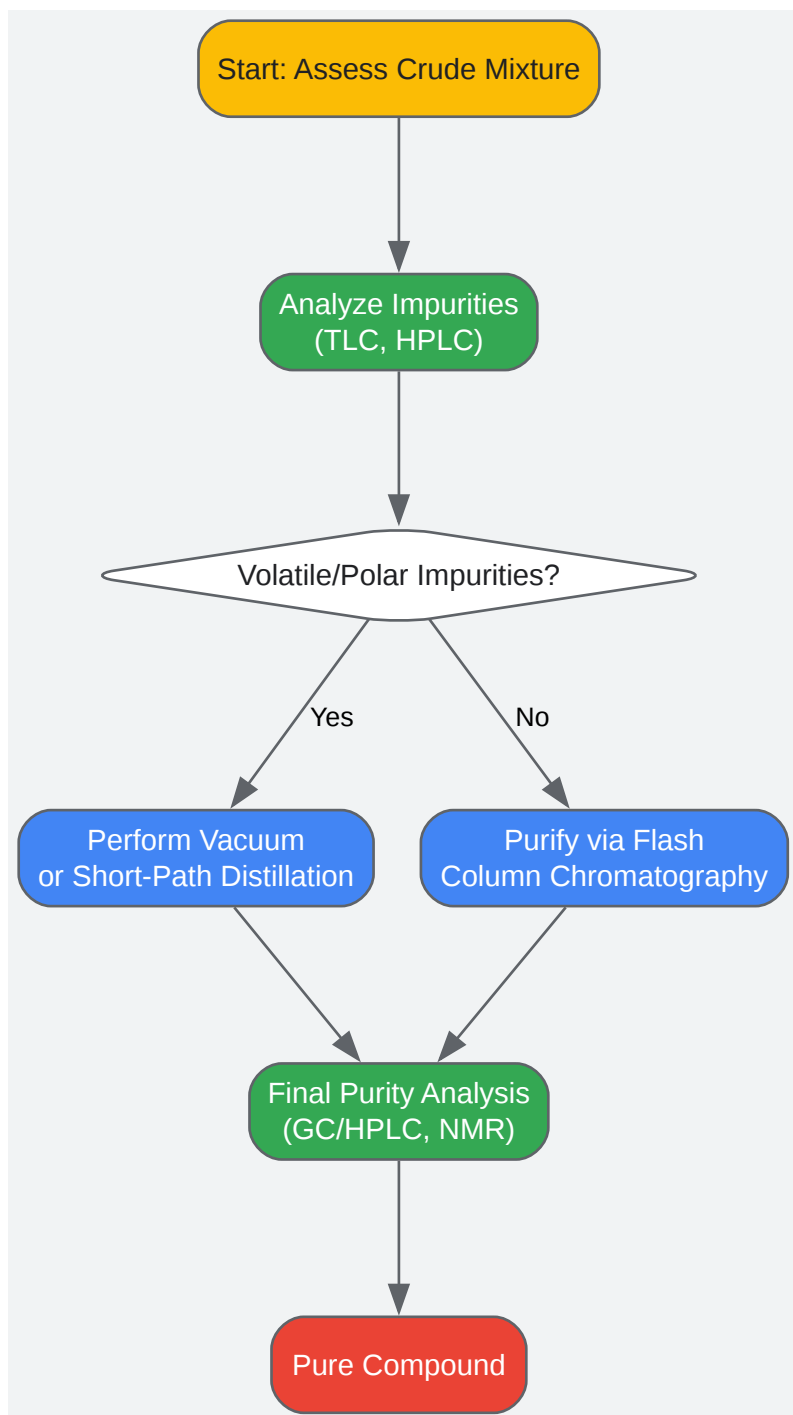 Start: Assess Crude Mixture
Analyze Impurities
(TLC, HPLC)
Volatile/Polar Impurities?
Yes
No
Perform Vacuum
or Short-Path Distillation
Purify via Flash
Column Chromatography
Final Purity Analysis
(GC/HPLC, NMR)
Pure Compound